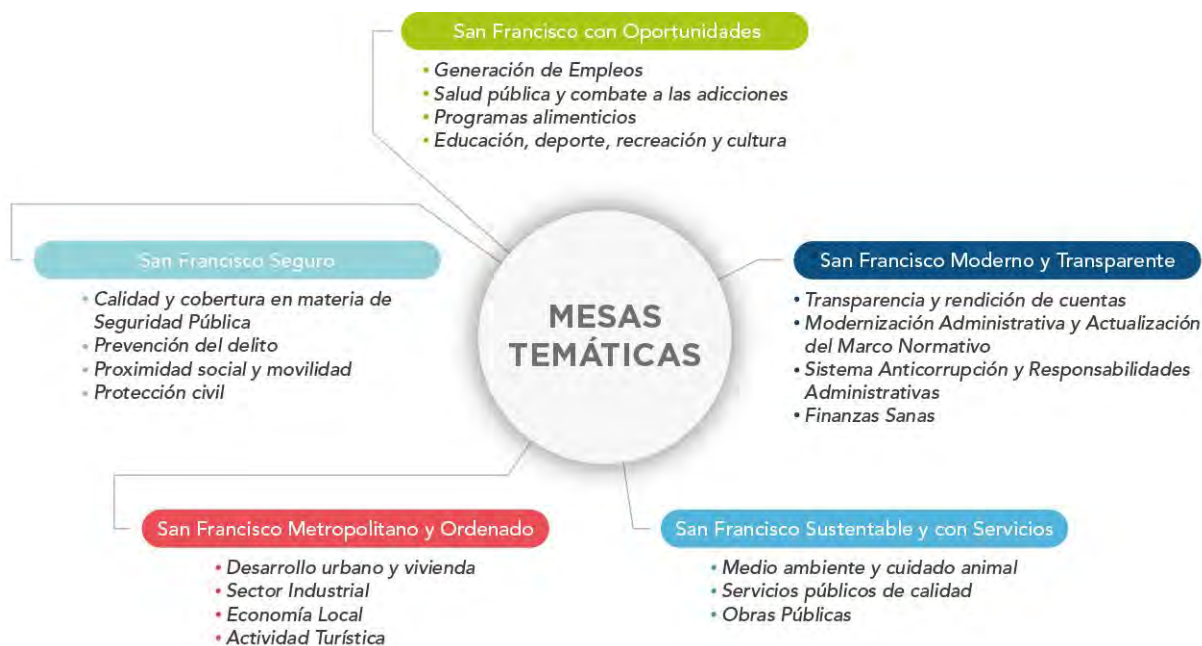 San Francisco con Oportunidades
• Generación de Empleos
• Salud pública y combate a las adicciones
• Programas alimenticios
• Educación, deporte, recreación y cultura
San Francisco Seguro
• Calidad y cobertura en materia de
Seguridad Pública
• Prevención del delito
• Proximidad social y movilidad
• Protección civil
MESAS
TEMÁTICAS
San Francisco Moderno y Transparente
• Transparencia y rendición de cuentas
• Modernización Administrativa y Actualización
del Marco Normativo
• Sistema Anticorrupción y Responsabilidades
Administrativas
• Finanzas Sanas
San Francisco Metropolitano y Ordenado
• Desarrollo urbano y vivienda
• Sector Industrial
• Economía Local
• Actividad Turística
San Francisco Sustentable y con Servicios
• Medio ambiente y cuidado animal
• Servicios públicos de calidad
• Obras Públicas